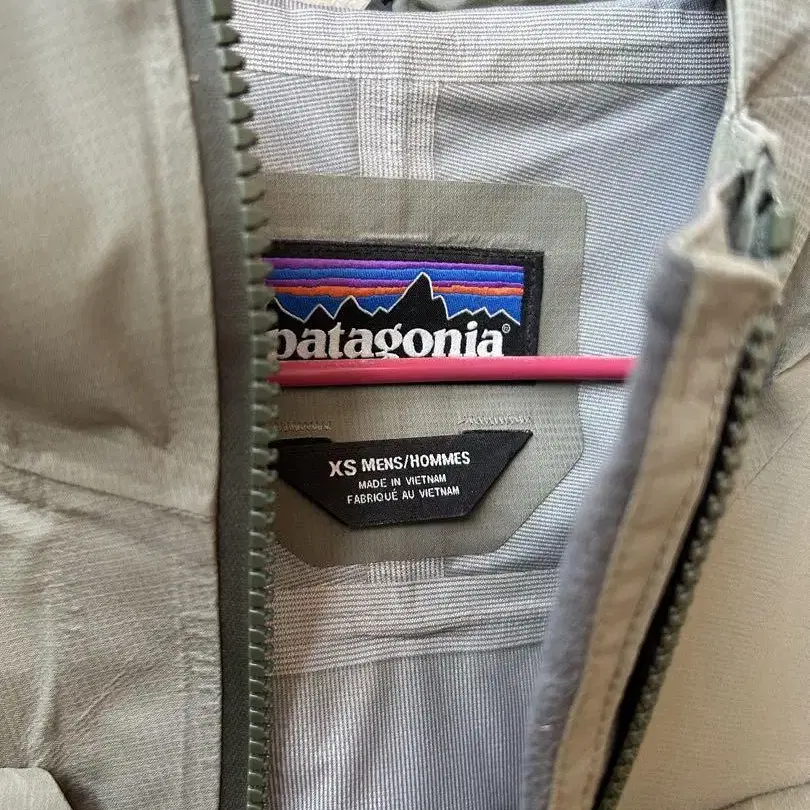 patagonia®
XS MENS/HOMMES
MADE IN VIETNAM
FABRIQUÉ AU VIETNAM